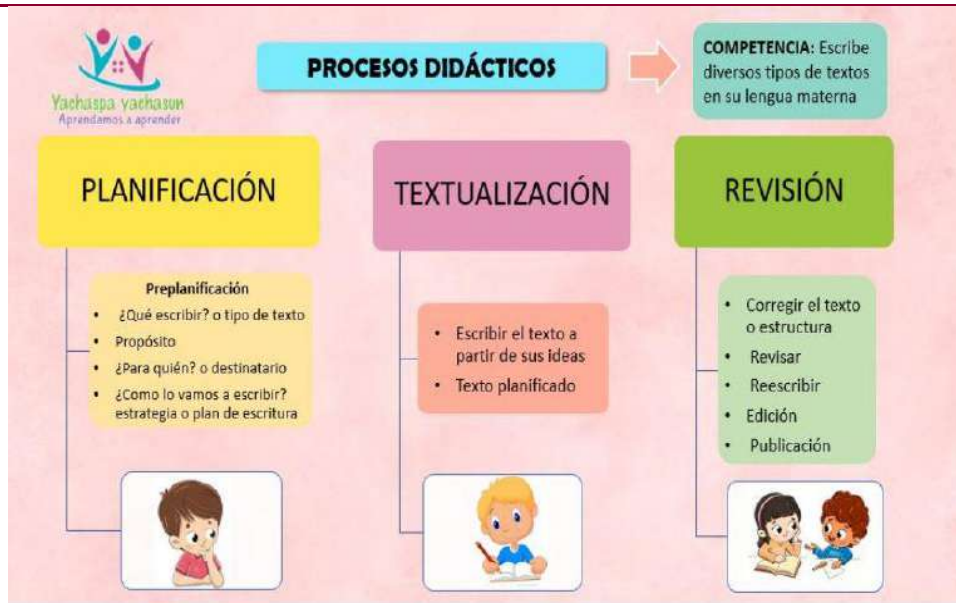 Yachaspa yachasun
Aprendamos a aprender
PROCESOS DIDÁCTICOS
COMPETENCIA: Escribe
diversos tipos de textos
en su lengua materna
PLANIFICACIÓN
Preplanificación
• ¿Qué escribir? o tipo de texto
• Propósito
• ¿Para quién? o destinatario
• ¿Como lo vamos a escribir?
estrategia o plan de escritura
TEXTUALIZACIÓN
• Escribir el texto a
partir de sus ideas
• Texto planificado
REVISIÓN
• Corregir el texto
o estructura
• Revisar
• Reescribir
• Edición
• Publicación